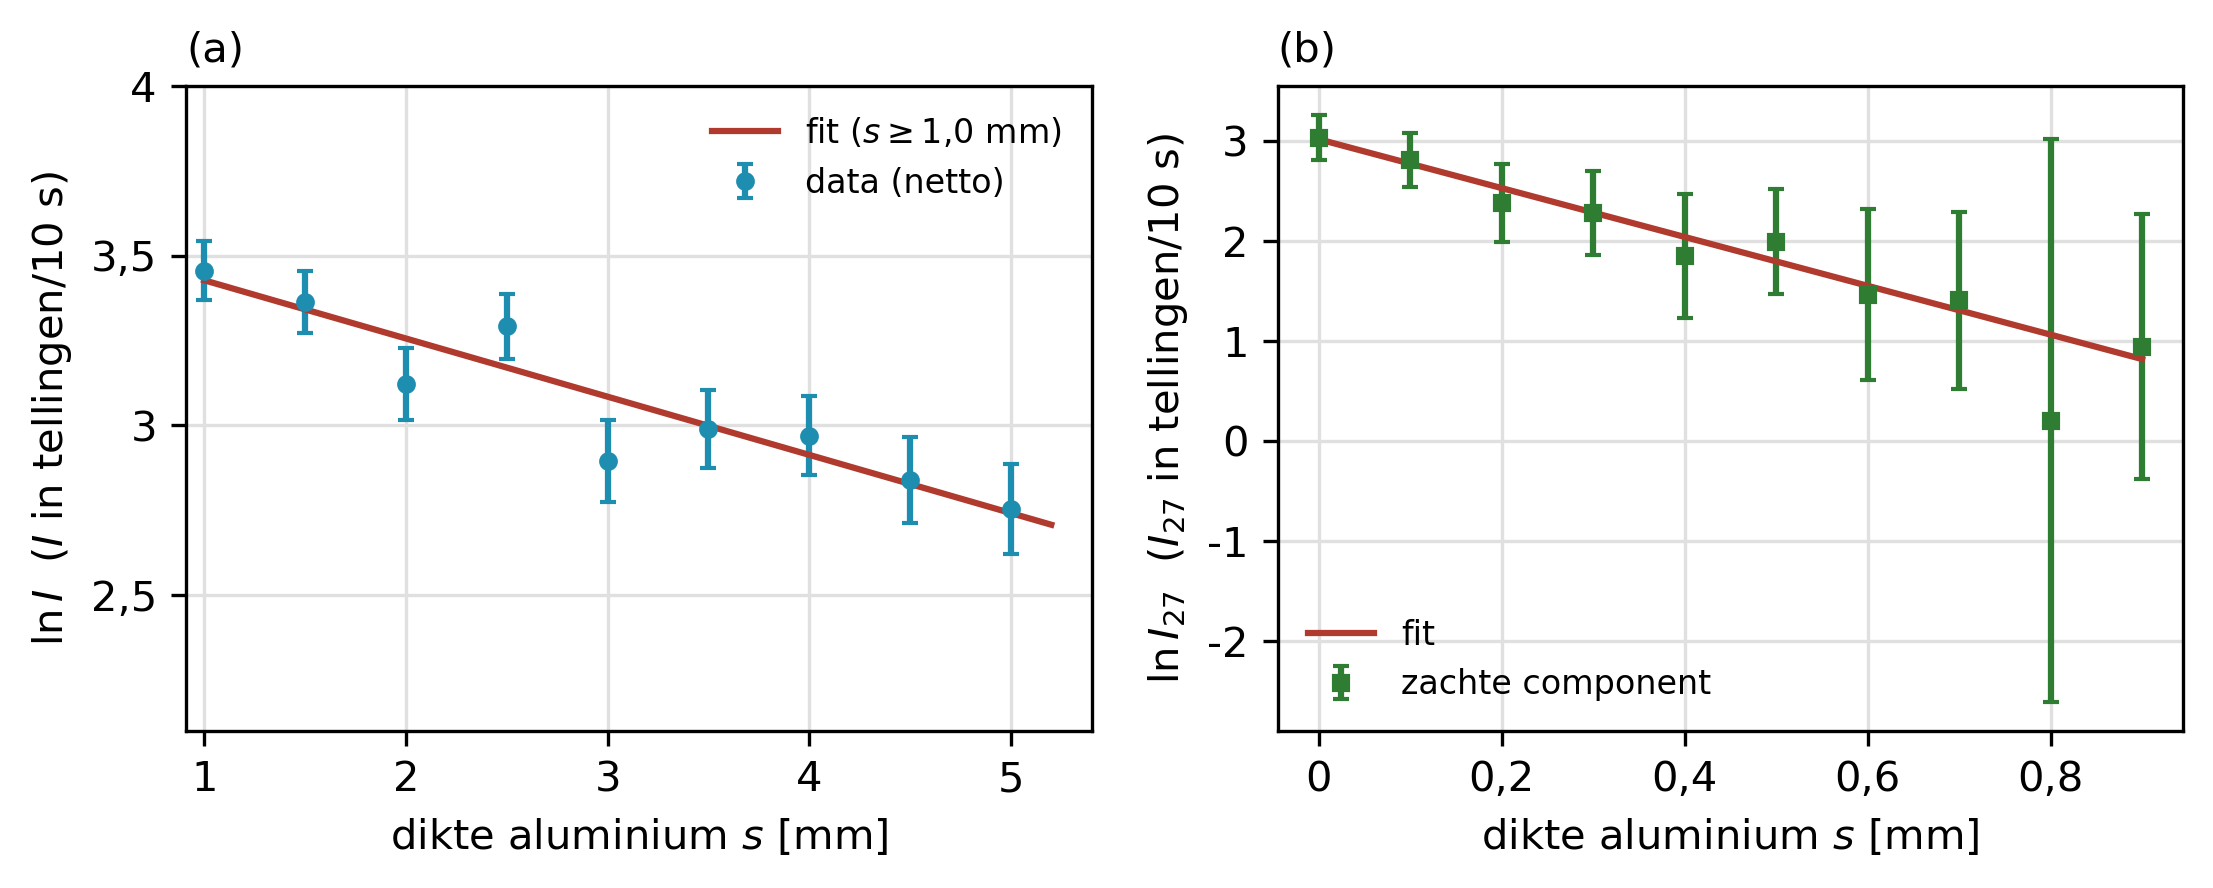 (a)
4
3,5
3
2,5
ln I (I in tellingen/10 s)
fit (s ≥ 1,0 mm)
data (netto)
1 2 3 4 5
dikte aluminium s [mm]
(b)
3
2
1
0
-1
-2
ln I₂₇ (I₂₇ in tellingen/10 s)
fit
zachte component
0 0,2 0,4 0,6 0,8
dikte aluminium s [mm]